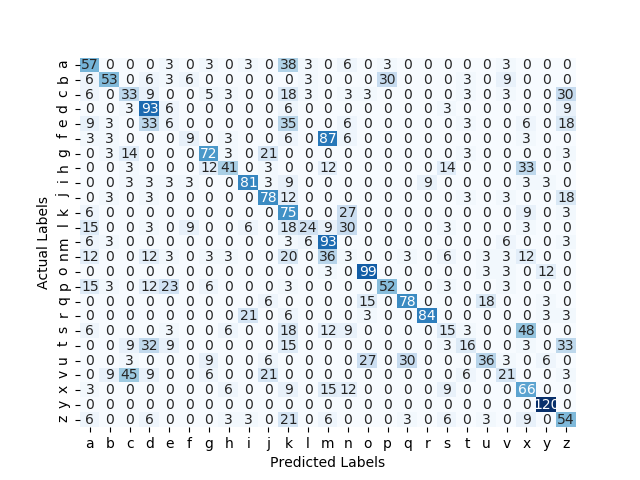 a 57 0 0 0 3 0 3 0 3 0 38 3 0 6 0 3 0 0 0 0 0 3 0 0 0
b 6 53 0 6 3 6 0 0 0 0 0 3 0 0 0 30 0 0 0 3 0 9 0 0 0
c 6 0 33 9 0 0 5 3 0 0 18 3 0 3 3 0 0 0 0 3 0 0 0 0 30
d 0 0 3 93 6 0 0 0 0 0 6 0 0 0 0 0 0 0 3 0 0 0 0 0 9
e 9 3 0 33 6 0 0 0 0 0 35 0 0 6 0 0 0 0 0 3 0 0 6 0 18
f 3 3 0 0 0 9 0 3 0 0 6 0 87 0 0 0 0 0 0 3 0 0 0 0 0
g 0 3 14 0 0 0 72 3 0 21 0 0 0 0 0 0 0 0 0 3 0 0 0 0 3
h 0 0 3 0 0 0 12 41 0 3 0 0 12 0 0 0 0 0 14 0 0 0 33 0 0
i 0 0 3 3 3 3 0 0 81 3 9 0 0 0 0 0 0 9 0 0 0 0 3 3 0
j 0 3 0 3 0 0 0 0 0 78 12 0 0 0 0 0 0 0 0 3 0 3 0 0 18
k 6 0 0 0 0 0 0 0 0 0 75 0 0 27 0 0 0 0 0 0 0 0 9 0 3
l 15 0 0 3 0 9 0 0 6 0 18 24 9 30 0 0 0 0 3 0 0 0 3 0 0
m 6 3 0 0 0 0 0 0 0 0 3 6 93 0 0 0 0 0 0 0 0 6 0 0 3
n 12 0 0 12 3 0 3 3 0 0 20 0 36 3 0 0 3 0 6 0 3 3 12 0 0
o 0 0 0 0 0 0 0 0 0 0 0 0 3 0 99 0 0 0 0 0 3 3 0 12 0
p 15 3 0 12 23 0 6 0 0 0 3 0 0 0 0 52 0 0 3 0 0 3 0 0 0
q 0 0 0 0 0 0 0 0 0 6 0 0 0 0 15 0 78 0 0 0 18 0 0 3 0
r 0 0 0 0 0 0 0 0 21 0 6 0 0 0 3 0 0 84 0 0 0 0 0 3 3
s 6 0 0 0 3 0 0 6 0 0 18 0 12 9 0 0 0 0 15 3 0 0 48 0 0
t 0 0 9 32 9 0 0 0 0 0 15 0 0 0 0 0 0 0 3 16 0 0 3 0 33
u 0 0 3 0 0 0 9 0 0 6 0 0 0 0 27 0 30 0 0 0 36 3 0 6 0
v 0 9 45 9 0 0 6 0 0 21 0 0 0 0 0 0 0 0 0 6 0 21 0 0 3
x 3 0 0 0 0 0 0 6 0 0 9 0 15 12 0 0 0 0 9 0 0 0 66 0 0
y 0 0 0 0 0 0 0 0 0 0 0 0 0 0 0 0 0 0 0 0 0 0 0 120 0
z 6 0 0 6 0 0 0 3 3 0 21 0 6 0 0 0 3 0 6 0 3 0 9 0 54
a b c d e f g h i j k l m n o p q r s t u v x y z
Predicted Labels
Actual Labels